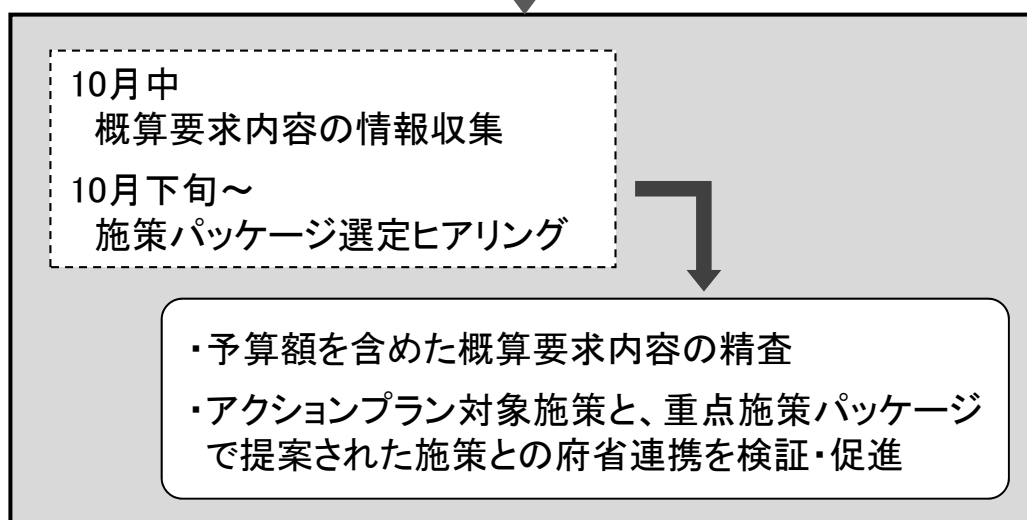 10月中
概算要求内容の情報収集
10月下旬～
施策パッケージ選定ヒアリング
・予算額を含めた概算要求内容の精査
・アクションプラン対象施策と、重点施策パッケージ
で提案された施策との府省連携を検証・促進